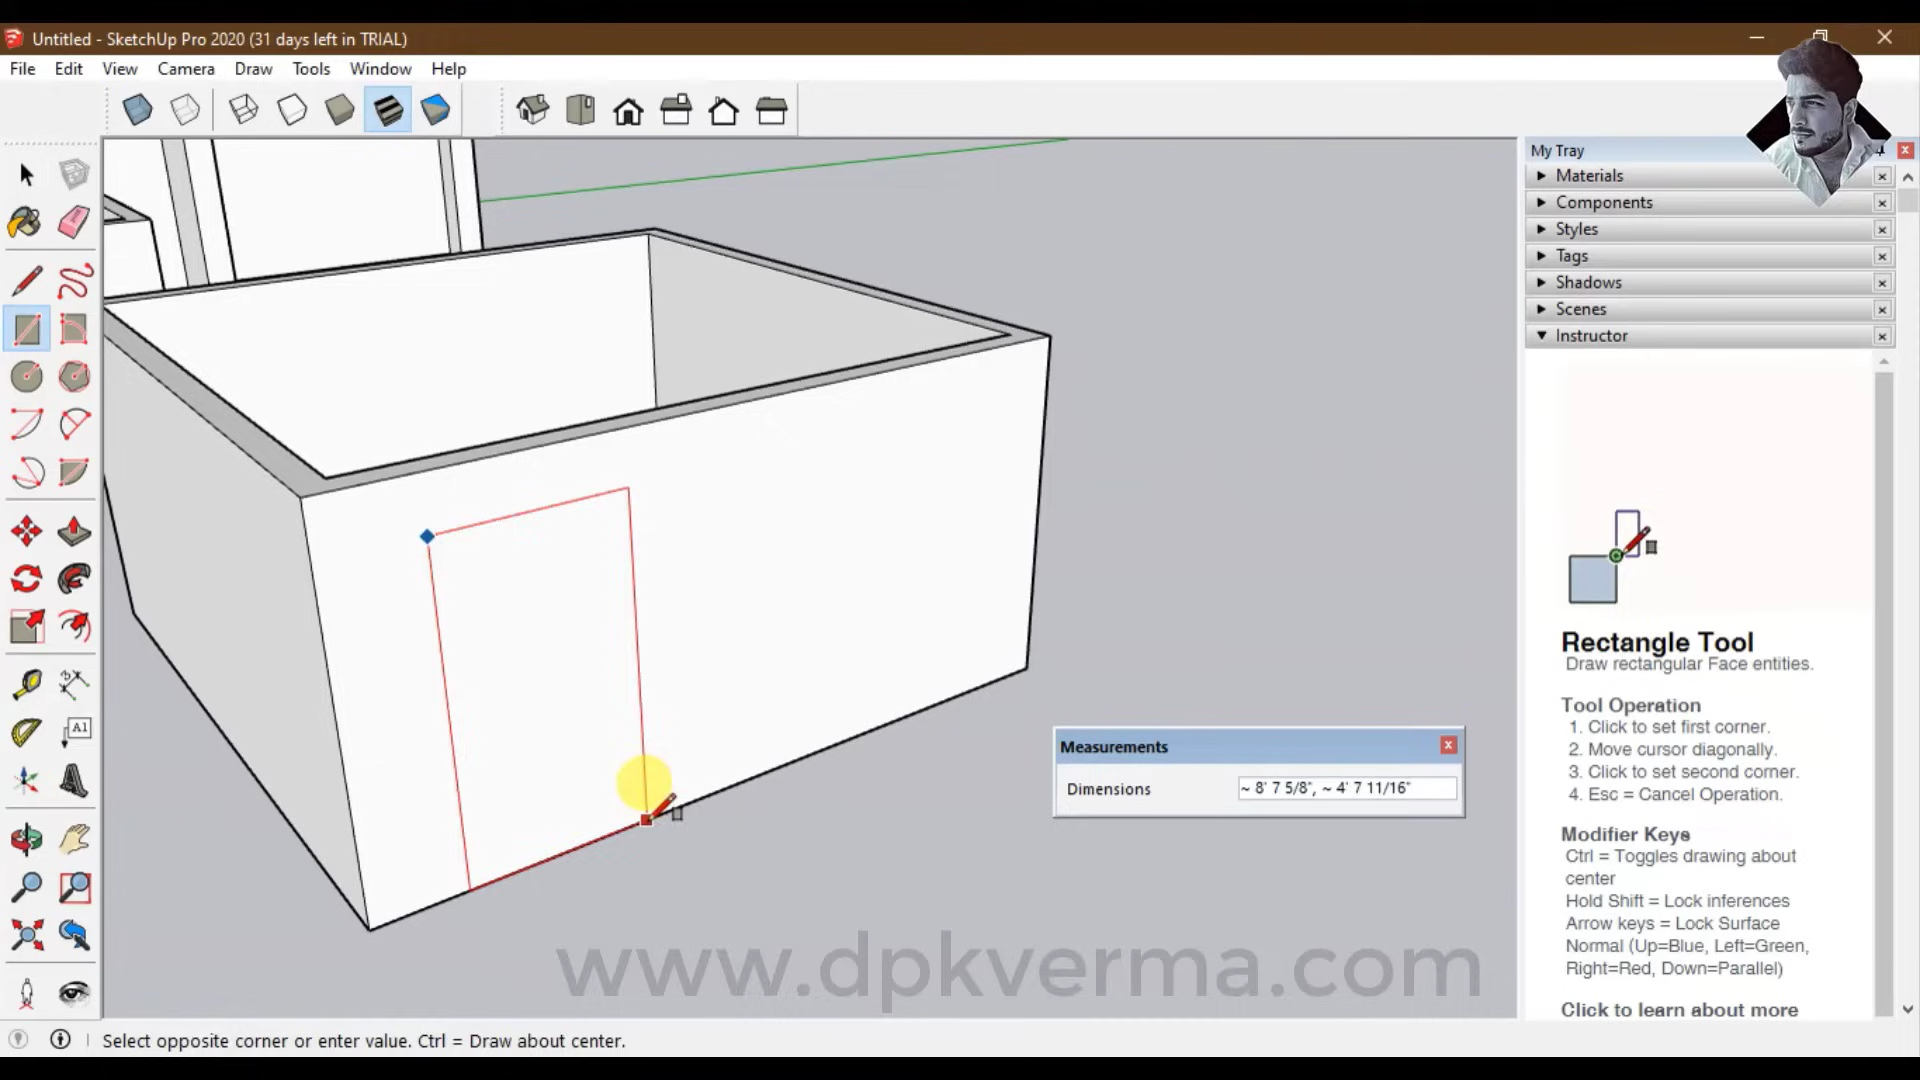 Untitled - SketchUp Pro 2020 (31 days left in TRIAL)
File Edit View Camera Draw Tools Window Help
My Tray
Materials
Components
Styles
Tags
Shadows
Scenes
Instructor
Rectangle Tool
Draw rectangular Face entities.
Tool Operation
1. Click to set first corner.
2. Move cursor diagonally.
3. Click to set second corner.
4. Esc = Cancel Operation.
Modifier Keys
Ctrl = Toggles drawing about
center
Hold Shift = Lock inferences
Arrow keys = Lock Surface
Normal (Up=Blue, Left=Green,
Right=Red, Down=Parallel)
Click to learn about more
Measurements
Dimensions ~ 8' 7 5/8", ~ 4' 7 11/16"
A1
www.dpkverma.com
Select opposite corner or enter value. Ctrl = Draw about center.